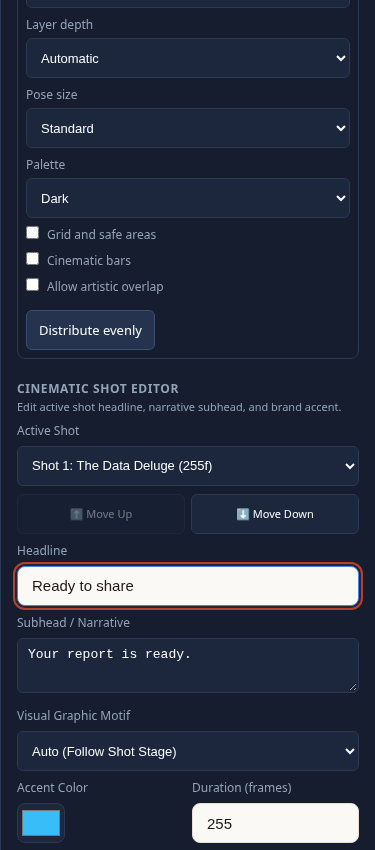 Layer depth
Automatic
Pose size
Standard
Palette
Dark
Grid and safe areas
Cinematic bars
Allow artistic overlap
Distribute evenly
CINEMATIC SHOT EDITOR
Edit active shot headline, narrative subhead, and brand accent.
Active Shot
Shot 1: The Data Deluge (255f)
⬆️ Move Up ⬇️ Move Down
Headline
Ready to share
Subhead / Narrative
Your report is ready.
Visual Graphic Motif
Auto (Follow Shot Stage)
Accent Color Duration (frames)
255